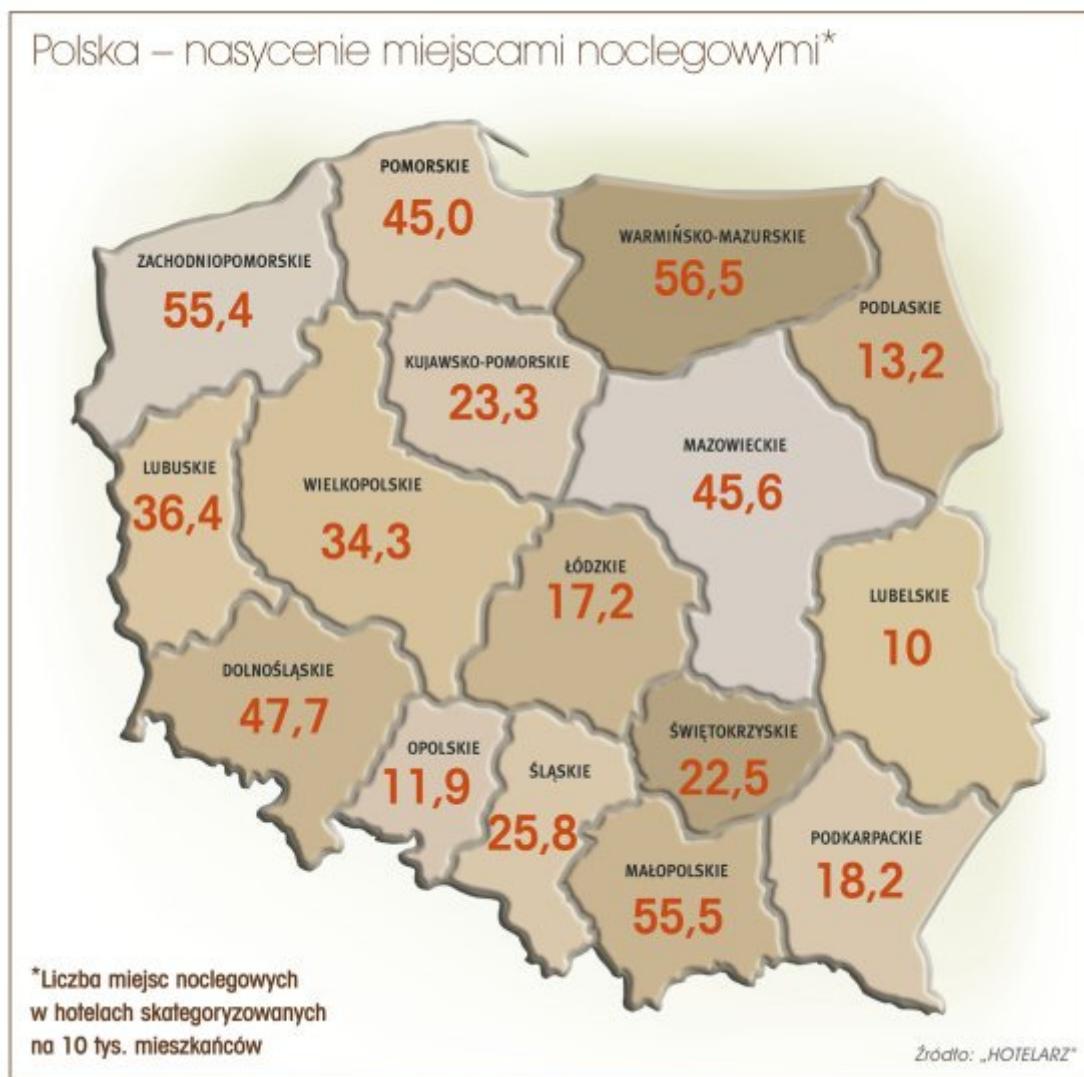 Polska – nasycenie miejscami noclegowymi*
POMORSKIE
45,0
WARMIŃSKO-MAZURSKIE
56,5
ZACHODNIOPOMORSKIE
55,4
PODLASKIE
13,2
KUJAWSKO-POMORSKIE
23,3
MAZOWIECKIE
45,6
LUBUSKIE
36,4
WIELKOPOLSKIE
34,3
ŁÓDZKIE
17,2
LUBELSKIE
10
DOLNOŚLĄSKIE
47,7
OPOLSKIE
11,9
ŚLĄSKIE
25,8
ŚWIĘTOKRZYSKIE
22,5
MAŁOPOLSKIE
55,5
PODKARPACKIE
18,2
*Liczba miejsc noclegowych
w hotelach skategoryzowanych
na 10 tys. mieszkańców
Źródło: „HOTELARZ"